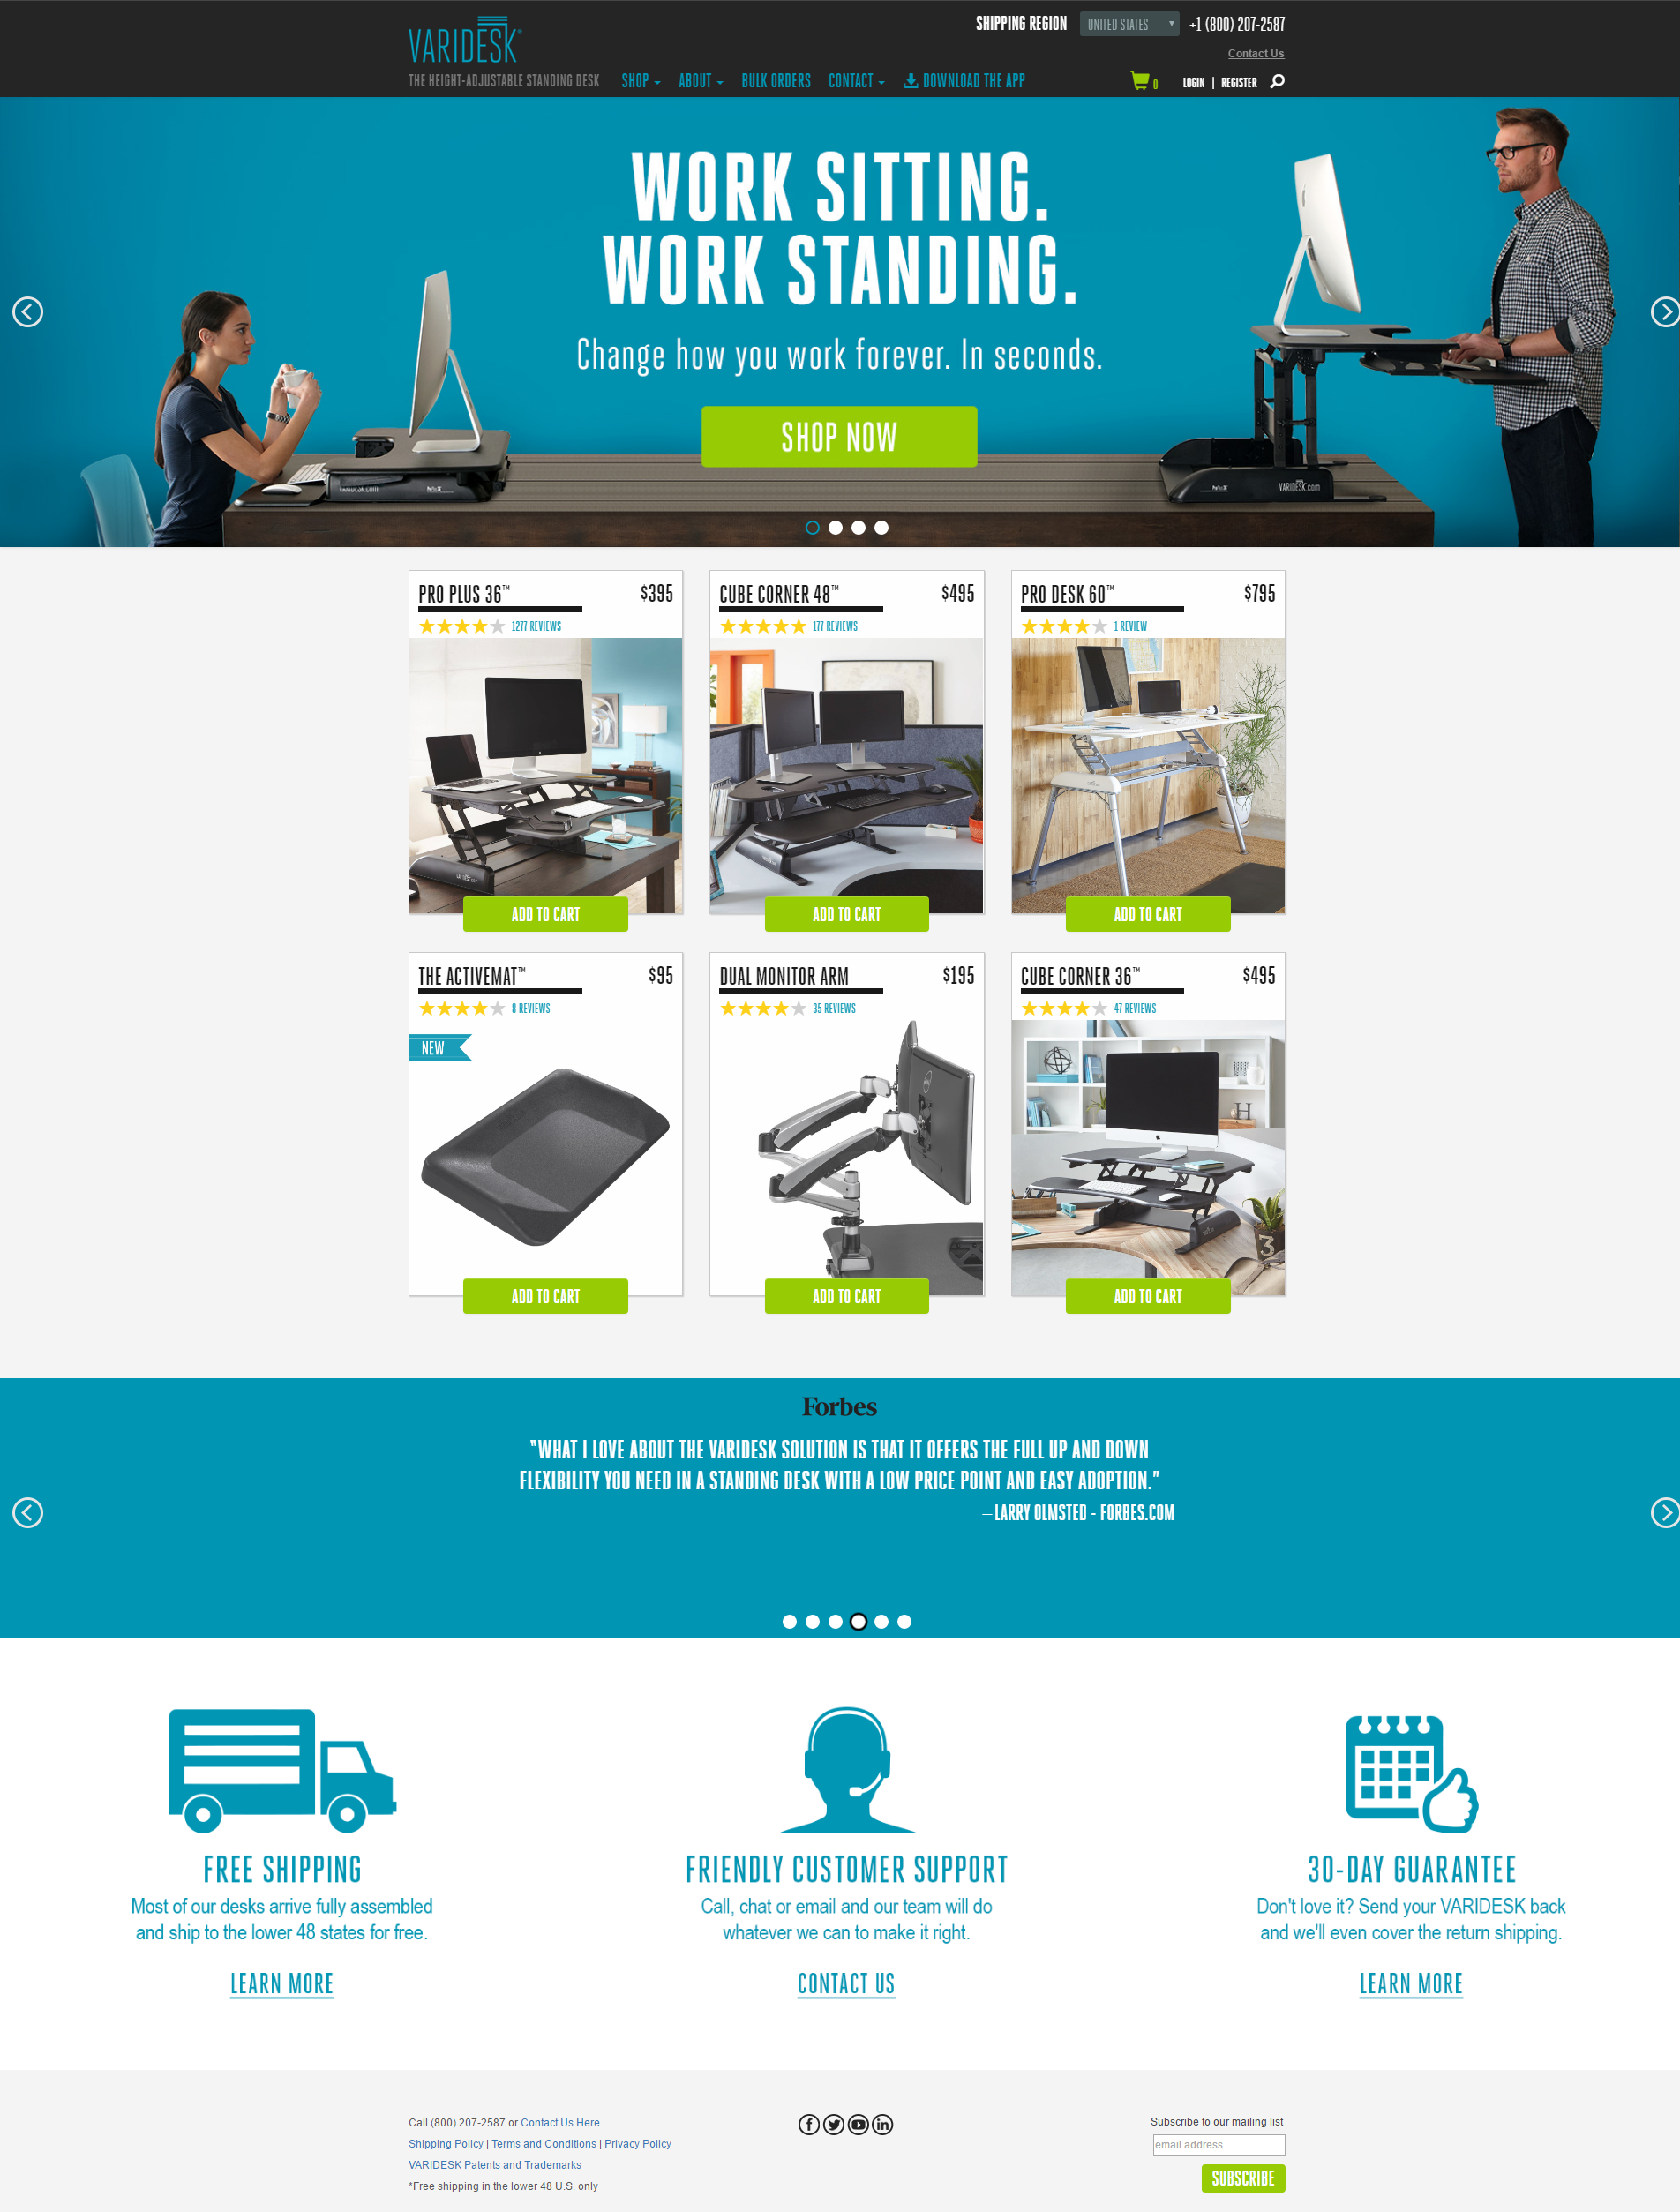 VARIDESK®
SHIPPING REGION UNITED STATES +1 (800) 207-2587
Contact Us
THE HEIGHT-ADJUSTABLE STANDING DESK SHOP ABOUT BULK ORDERS CONTACT DOWNLOAD THE APP 0 LOGIN | REGISTER
WORK SITTING.
WORK STANDING.
Change how you work forever. In seconds.
SHOP NOW
VARIDESK.com
VARIDESK.com
PRO PLUS 36™ $395
1277 REVIEWS
ADD TO CART
CUBE CORNER 48™ $495
177 REVIEWS
ADD TO CART
PRO DESK 60™ $795
1 REVIEW
ADD TO CART
THE ACTIVEMAT™ $95
8 REVIEWS
NEW
ADD TO CART
DUAL MONITOR ARM $195
35 REVIEWS
ADD TO CART
CUBE CORNER 36™ $495
47 REVIEWS
H
3
ADD TO CART
Forbes
"WHAT I LOVE ABOUT THE VARIDESK SOLUTION IS THAT IT OFFERS THE FULL UP AND DOWN
FLEXIBILITY YOU NEED IN A STANDING DESK WITH A LOW PRICE POINT AND EASY ADOPTION."
—LARRY OLMSTED - FORBES.COM
FREE SHIPPING
Most of our desks arrive fully assembled
and ship to the lower 48 states for free.
LEARN MORE
FRIENDLY CUSTOMER SUPPORT
Call, chat or email and our team will do
whatever we can to make it right.
CONTACT US
30-DAY GUARANTEE
Don't love it? Send your VARIDESK back
and we'll even cover the return shipping.
LEARN MORE
Call (800) 207-2587 or Contact Us Here
Shipping Policy | Terms and Conditions | Privacy Policy
VARIDESK Patents and Trademarks
*Free shipping in the lower 48 U.S. only
Subscribe to our mailing list
email address
SUBSCRIBE